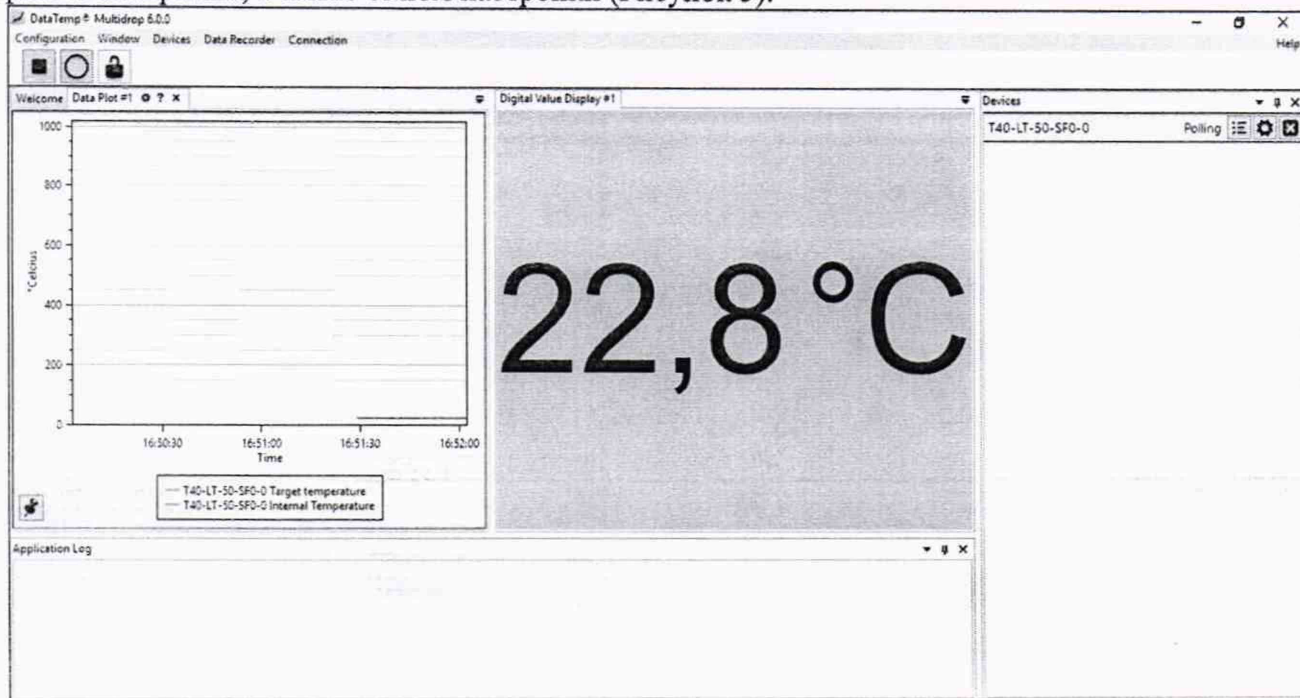 DataTemp® Multidrop 6.0.0
Configuration Window Devices Data Recorder Connection
Help
Welcome Data Plot #1 ?
Digital Value Display #1
Devices
T40-LT-50-SF0-0 Polling
1000
800
600
400
200
0
°Celcius
16:50:30 16:51:00 16:51:30 16:52:00
Time
T40-LT-50-SF0-0 Target temperature
T40-LT-50-SF0-0 Internal Temperature
22,8 °C
Application Log